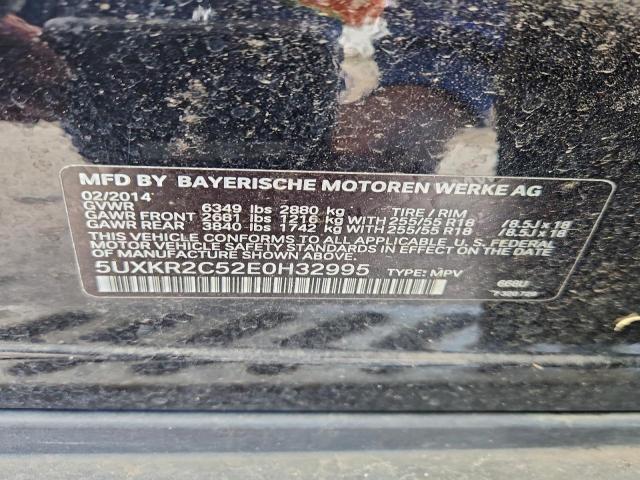 MFD BY BAYERISCHE MOTOREN WERKE AG
02/2014
GVWR 6349 lbs 2880 kg TIRE / RIM
GAWR FRONT 2681 lbs 1216 kg WITH 255/55 R18 / 8.5J x 18
GAWR REAR 3840 lbs 1742 kg WITH 255/55 R18 / 8.5J x 18
THIS VEHICLE CONFORMS TO ALL APPLICABLE U.S. FEDERAL
MOTOR VEHICLE SAFETY STANDARDS IN EFFECT ON THE DATE
OF MANUFACTURE SHOWN ABOVE.
5UXKR2C52E0H32995 TYPE: MPV